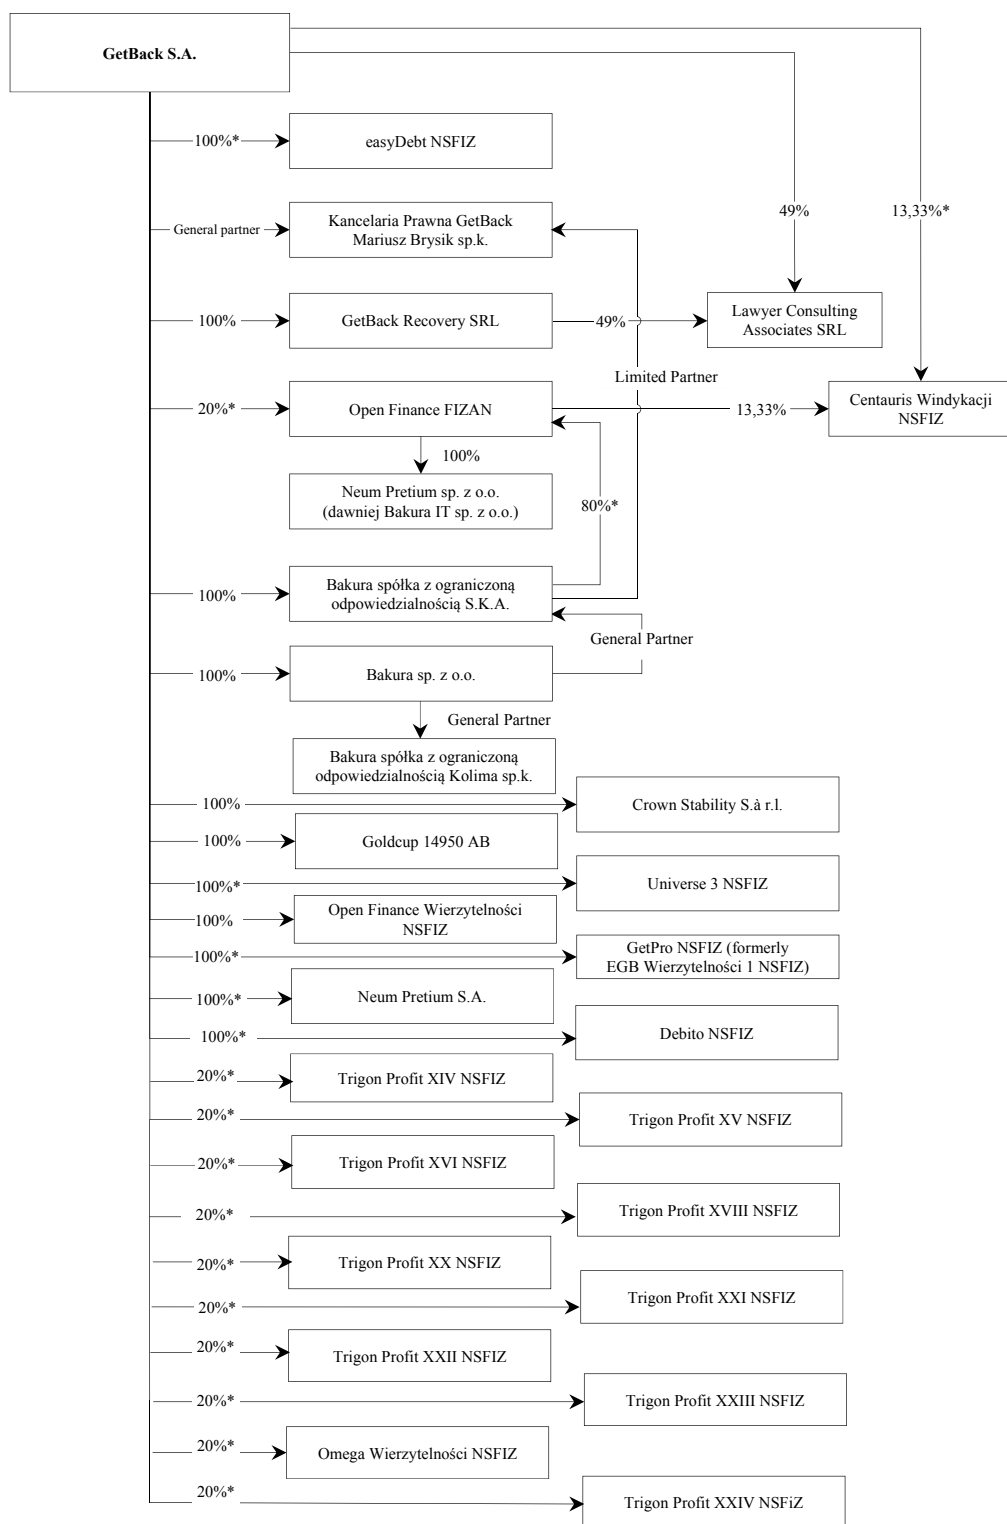 GetBack S.A.
100%*
easyDebt NSFIZ
General partner
Kancelaria Prawna GetBack
Mariusz Brysik sp.k.
49%
13,33%*
100%
GetBack Recovery SRL
49%
Lawyer Consulting
Associates SRL
Limited Partner
20%*
Open Finance FIZAN
13,33%
Centauris Windykacji
NSFIZ
100%
Neum Pretium sp. z o.o.
(dawniej Bakura IT sp. z o.o.)
80%*
100%
Bakura spółka z ograniczoną
odpowiedzialnością S.K.A.
General Partner
100%
Bakura sp. z o.o.
General Partner
Bakura spółka z ograniczoną
odpowiedzialnością Kolima sp.k.
100%
Crown Stability S.à r.l.
100%
Goldcup 14950 AB
100%*
Universe 3 NSFIZ
100%
Open Finance Wierzytelności
NSFIZ
100%*
GetPro NSFIZ (formerly
EGB Wierzytelności 1 NSFIZ)
100%*
Neum Pretium S.A.
100%*
Debito NSFIZ
20%*
Trigon Profit XIV NSFIZ
20%*
Trigon Profit XV NSFIZ
20%*
Trigon Profit XVI NSFIZ
20%*
Trigon Profit XVIII NSFIZ
20%*
Trigon Profit XX NSFIZ
20%*
Trigon Profit XXI NSFIZ
20%*
Trigon Profit XXII NSFIZ
20%*
Trigon Profit XXIII NSFIZ
20%*
Omega Wierzytelności NSFIZ
20%*
Trigon Profit XXIV NSFiZ